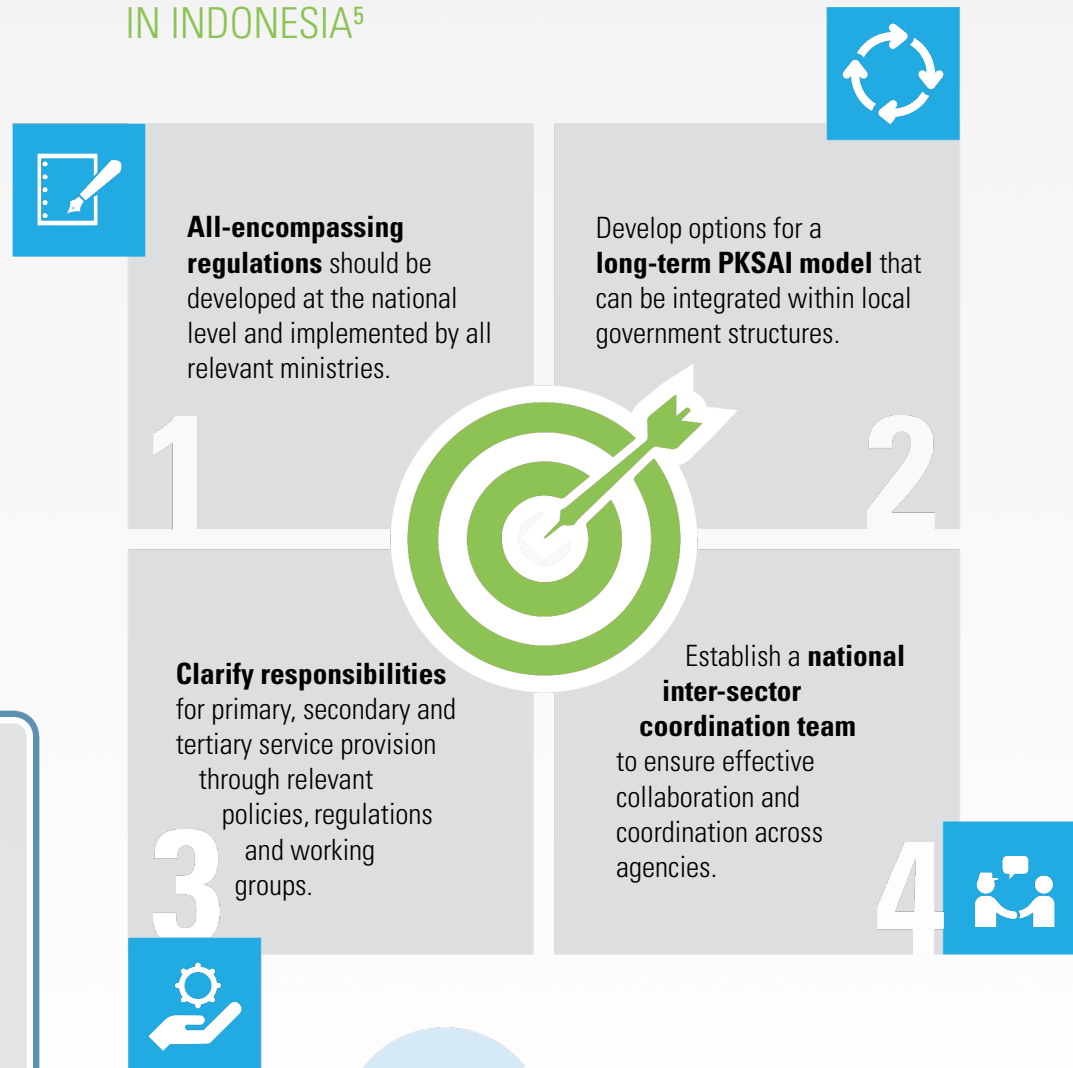 IN INDONESIA⁵
All-encompassing
regulations should be
developed at the national
level and implemented by all
relevant ministries.
1
Develop options for a
long-term PKSAI model that
can be integrated within local
government structures.
2
Clarify responsibilities
for primary, secondary and
tertiary service provision
through relevant
policies, regulations
and working
groups.
3
Establish a national
inter-sector
coordination team
to ensure effective
collaboration and
coordination across
agencies.
4